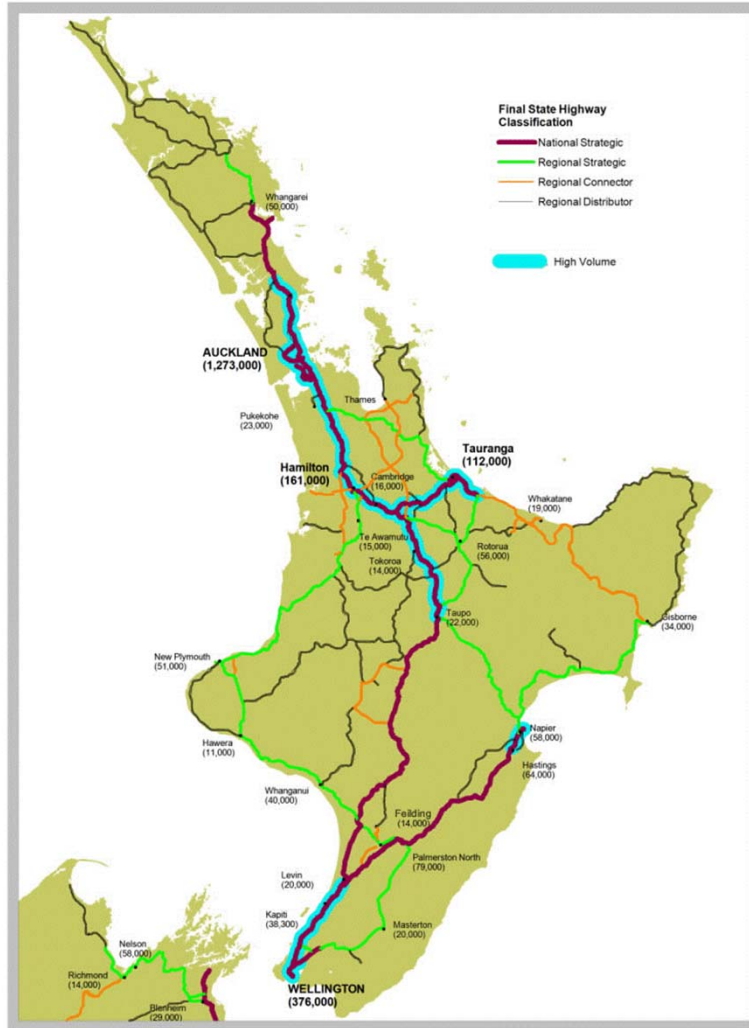 Final State Highway
Classification
National Strategic
Regional Strategic
Regional Connector
Regional Distributor
High Volume
Whangarei
(50,000)
AUCKLAND
(1,273,000)
Thames
Pukekohe
(23,000)
Tauranga
(112,000)
Hamilton
(161,000)
Cambridge
(16,000)
Whakatane
(19,000)
Te Awamutu
(15,000)
Rotorua
(56,000)
Tokoroa
(14,000)
Taupo
(22,000)
Gisborne
(34,000)
New Plymouth
(51,000)
Napier
(58,000)
Hawera
(11,000)
Hastings
(64,000)
Whanganui
(40,000)
Feilding
(14,000)
Palmerston North
(79,000)
Levin
(20,000)
Kapiti
(38,300)
Masterton
(20,000)
Nelson
(58,000)
Richmond
(14,000)
WELLINGTON
(376,000)
Blenheim
(29,000)